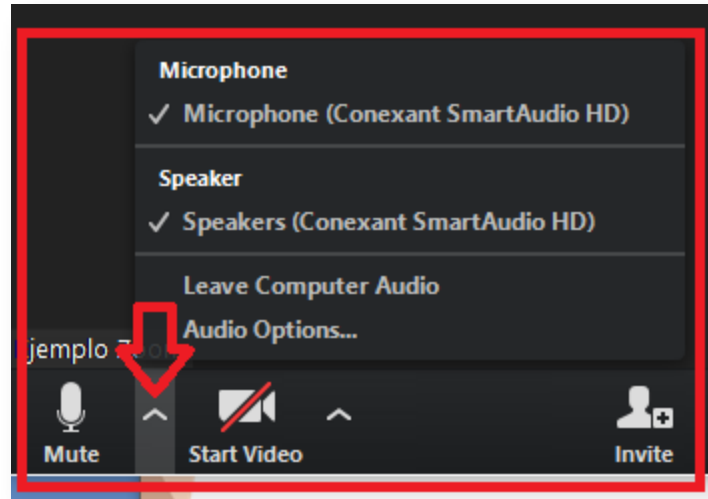 Microphone
Microphone (Conexant SmartAudio HD)
Speaker
Speakers (Conexant SmartAudio HD)
Leave Computer Audio
Audio Options...
jemplo
Mute
Start Video
Invite